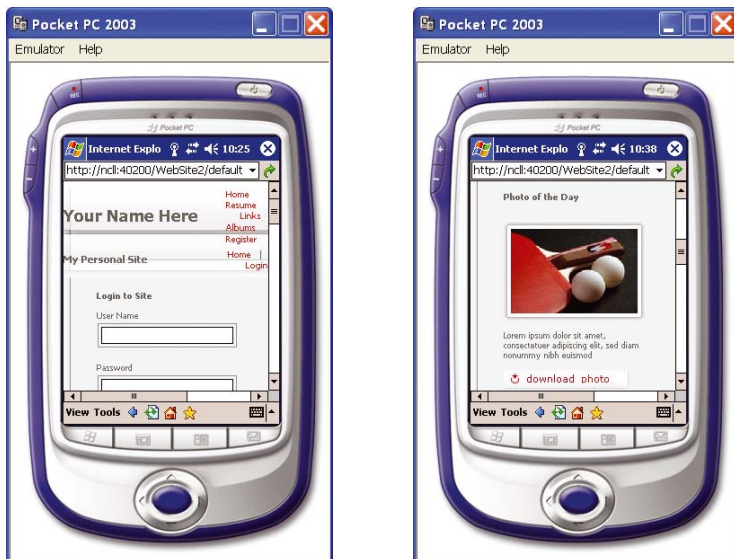 Pocket PC 2003
Emulator Help
REC
Pocket PC
Internet Explo 10:25
http://ncll:40200/WebSite2/default
Home
Resume
Links
Your Name Here
Albums
Register
My Personal Site
Home |
Login
Login to Site
User Name
Password
View Tools
Pocket PC 2003
Emulator Help
REC
Pocket PC
Internet Explo 10:38
http://ncll:40200/WebSite2/default
Photo of the Day
Lorem ipsum dolor sit amet,
consectetuer adipiscing elit, sed diam
nonummy nibh euismod
download photo
View Tools